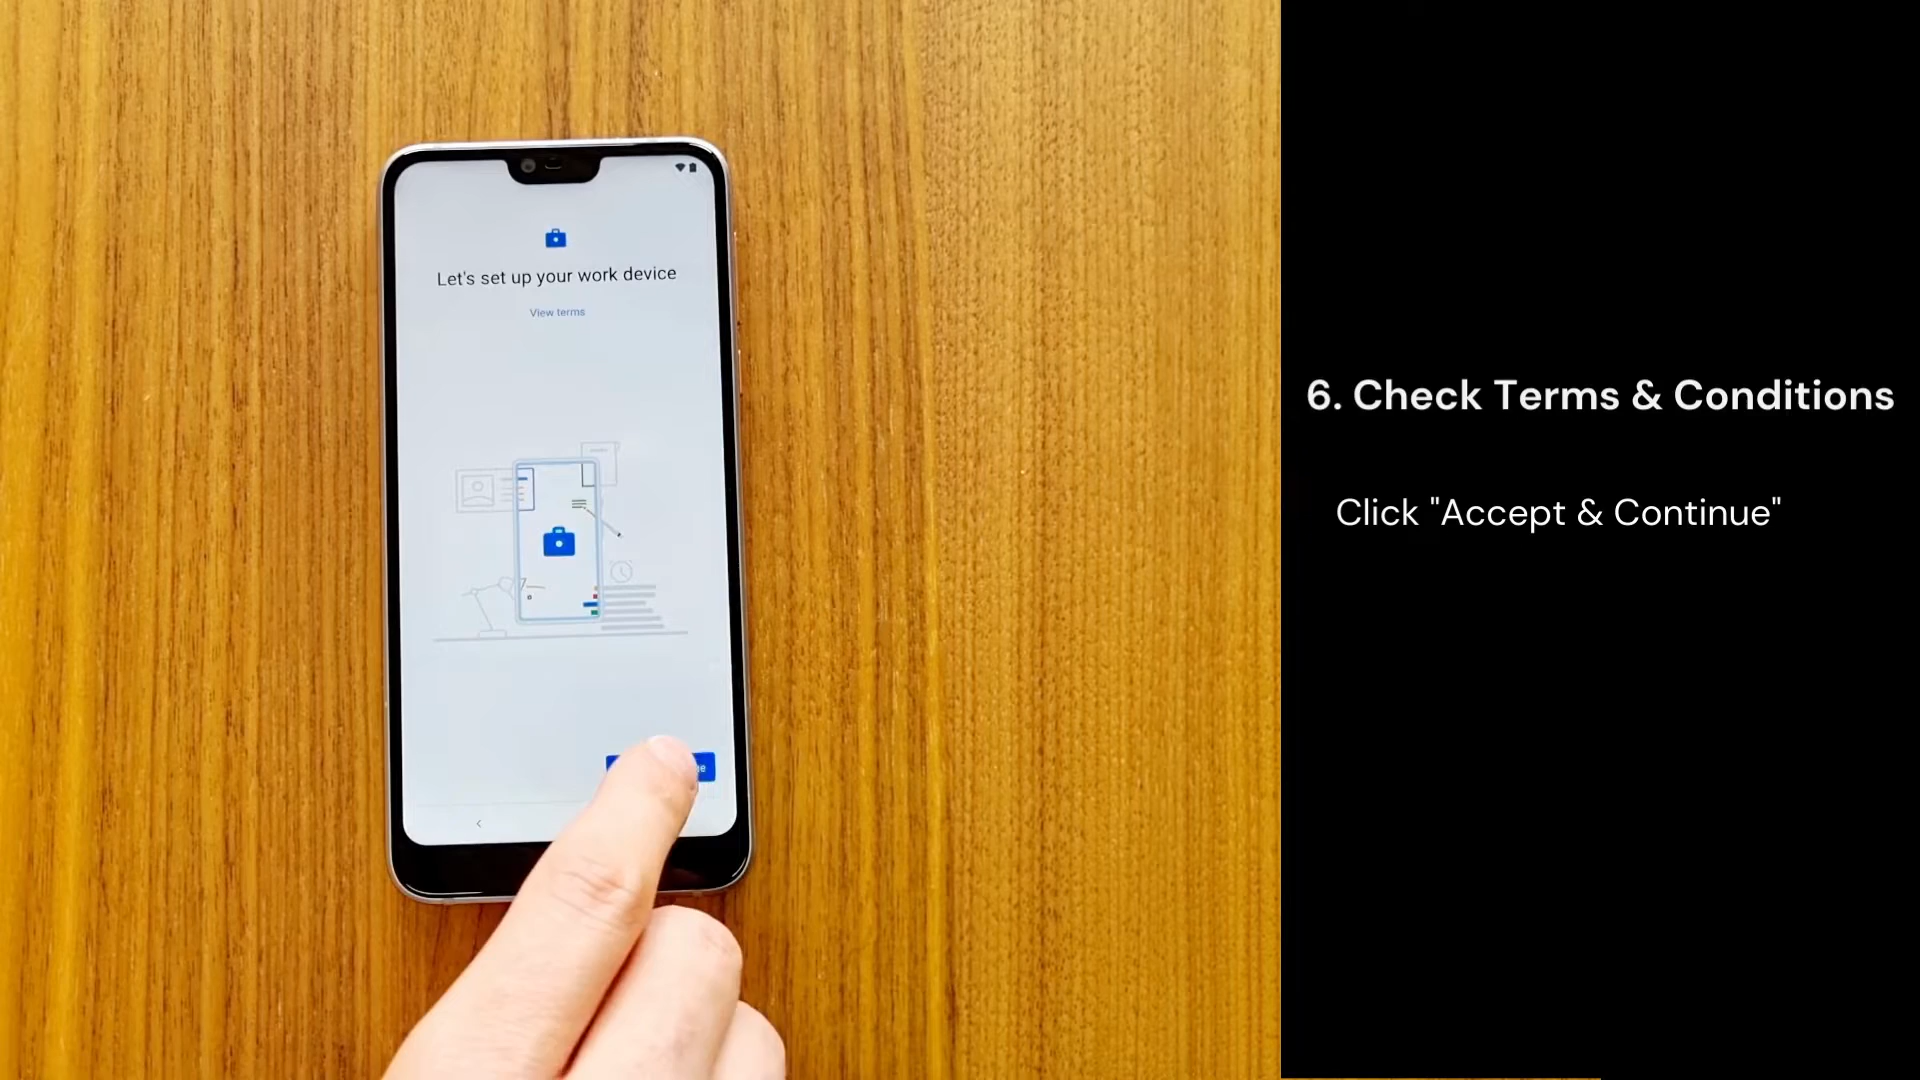 Let's set up your work device
View terms
6. Check Terms & Conditions
Click "Accept & Continue"